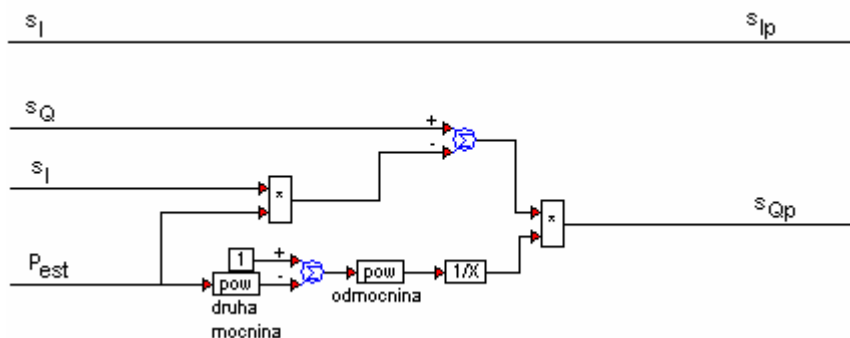 s_I s_Ip
s_Q
+
Σ
-
s_I
*
s_Qp
*
P_est
1 +
Σ
-
pow pow 1/X
odmocnina
druha
mocnina